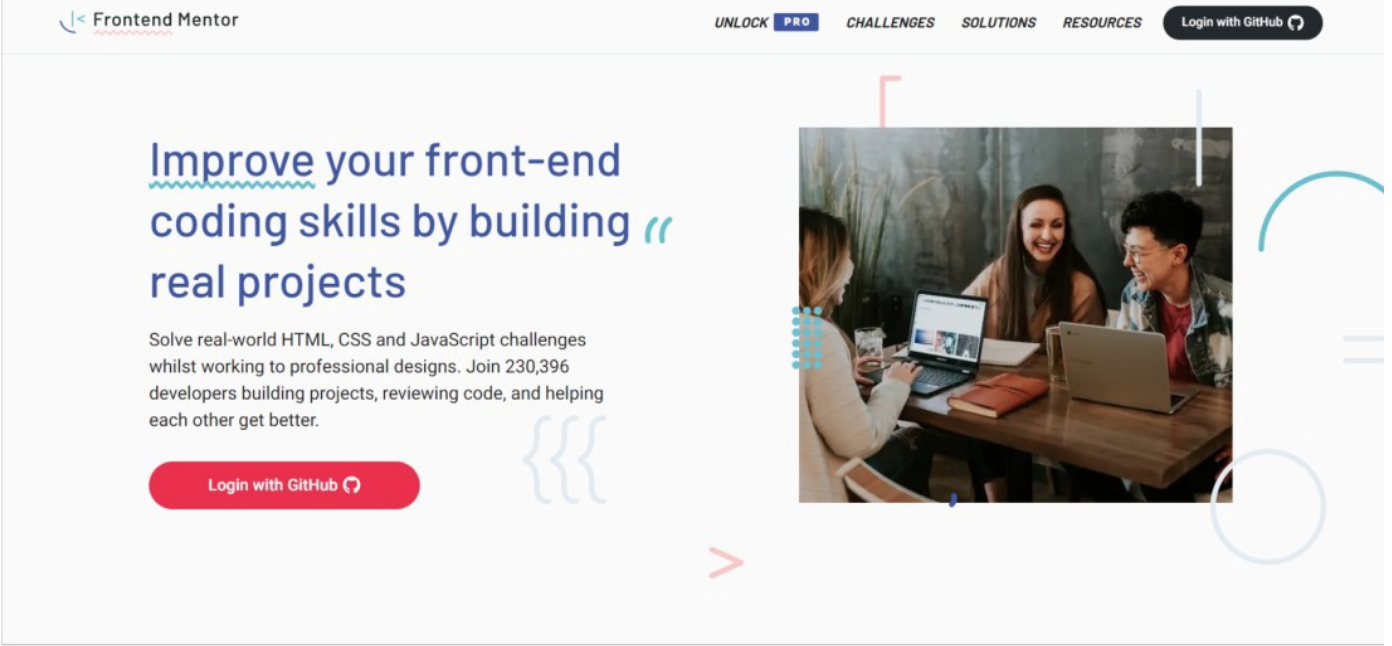 Frontend Mentor
UNLOCK PRO CHALLENGES SOLUTIONS RESOURCES Login with GitHub
Improve your front-end
coding skills by building
real projects
Solve real-world HTML, CSS and JavaScript challenges
whilst working to professional designs. Join 230,396
developers building projects, reviewing code, and helping
each other get better.
Login with GitHub